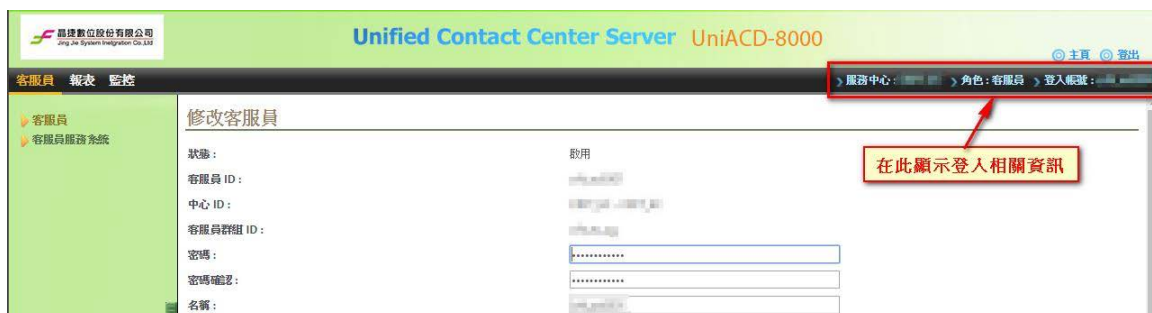 晶捷數位股份有限公司
Jing Jie System Inetgration Co.,Ltd
Unified Contact Center Server UniACD-8000
主頁 登出
客服員 報表 監控
服務中心: 角色:客服員 登入帳號:
客服員
客服員服務系統
修改客服員
狀態: 啟用
客服員 ID:
中心 ID:
客服員群組 ID:
密碼: ••••••••••••
密碼確認: ••••••••••••
名稱:
在此顯示登入相關資訊